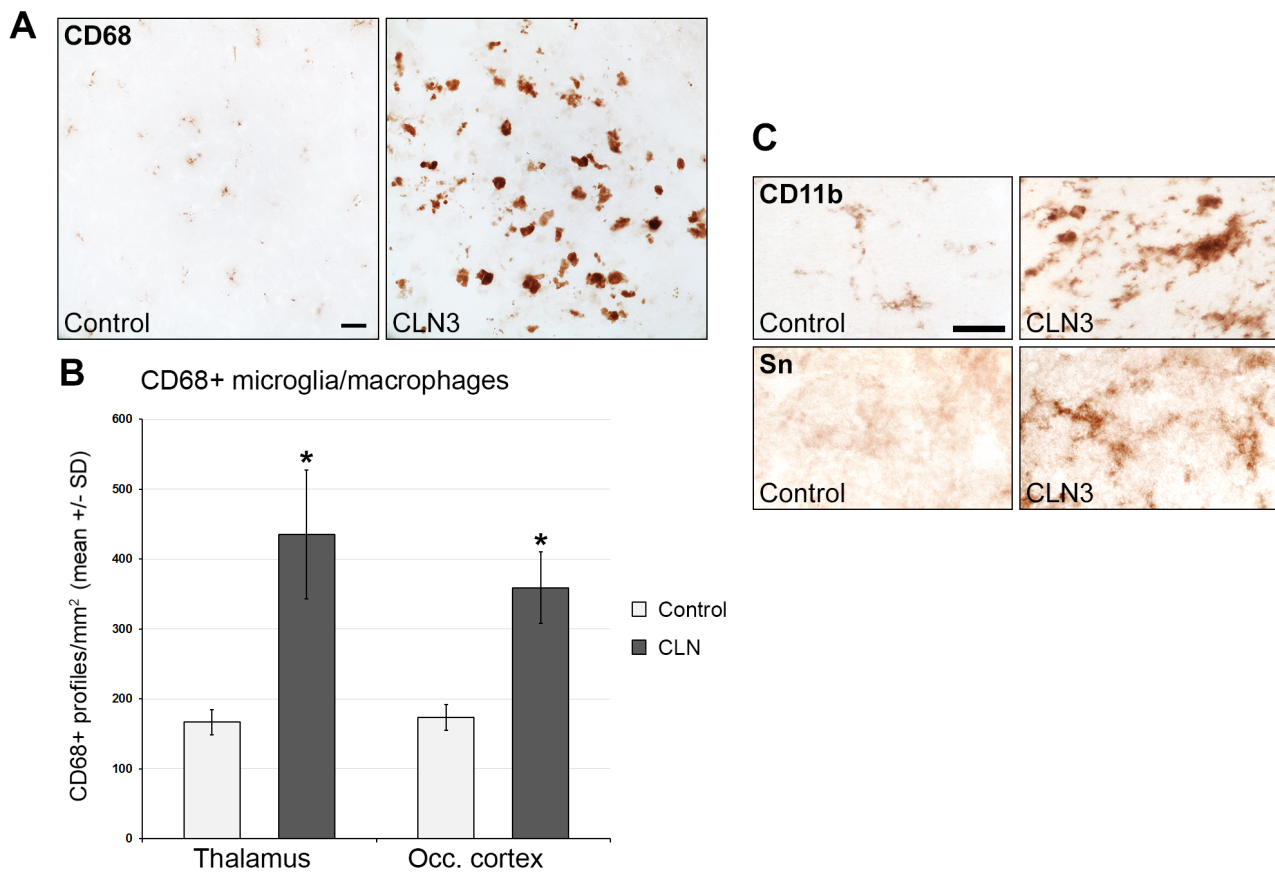 A
CD68
Control
CLN3
B
CD68+ microglia/macrophages
CD68+ profiles/mm² (mean +/- SD)
600
500
400
300
200
100
0
*
*
Thalamus
Occ. cortex
Control
CLN
C
CD11b
Control
CLN3
Sn
Control
CLN3